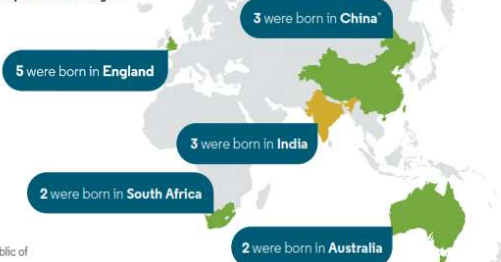 3 were born in China*
5 were born in England
3 were born in India
2 were born in South Africa
2 were born in Australia
blic of